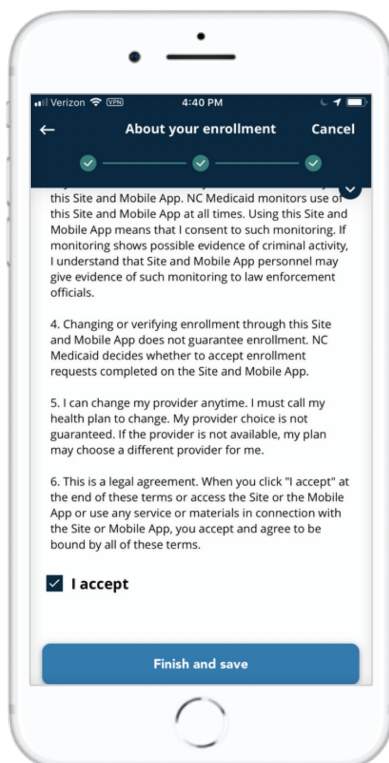 Verizon VPN 4:40 PM
About your enrollment Cancel
this Site and Mobile App. NC Medicaid monitors use of
this Site and Mobile App at all times. Using this Site and
Mobile App means that I consent to such monitoring. If
monitoring shows possible evidence of criminal activity,
I understand that Site and Mobile App personnel may
give evidence of such monitoring to law enforcement
officials.
4. Changing or verifying enrollment through this Site
and Mobile App does not guarantee enrollment. NC
Medicaid decides whether to accept enrollment
requests completed on the Site and Mobile App.
5. I can change my provider anytime. I must call my
health plan to change. My provider choice is not
guaranteed. If the provider is not available, my plan
may choose a different provider for me.
6. This is a legal agreement. When you click "I accept" at
the end of these terms or access the Site or the Mobile
App or use any service or materials in connection with
the Site or Mobile App, you accept and agree to be
bound by all of these terms.
I accept
Finish and save